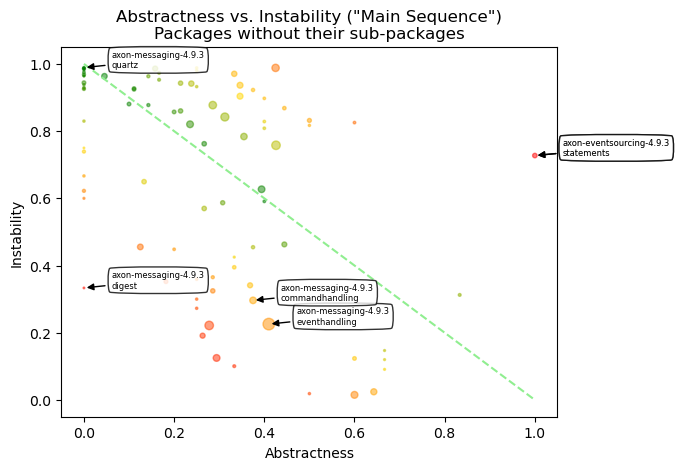 Abstractness vs. Instability ("Main Sequence")
Packages without their sub-packages
axon-messaging-4.9.3
quartz
axon-eventsourcing-4.9.3
statements
axon-messaging-4.9.3
digest
axon-messaging-4.9.3
commandhandling
axon-messaging-4.9.3
eventhandling
Instability
1.0
0.8
0.6
0.4
0.2
0.0
0.0 0.2 0.4 0.6 0.8 1.0
Abstractness